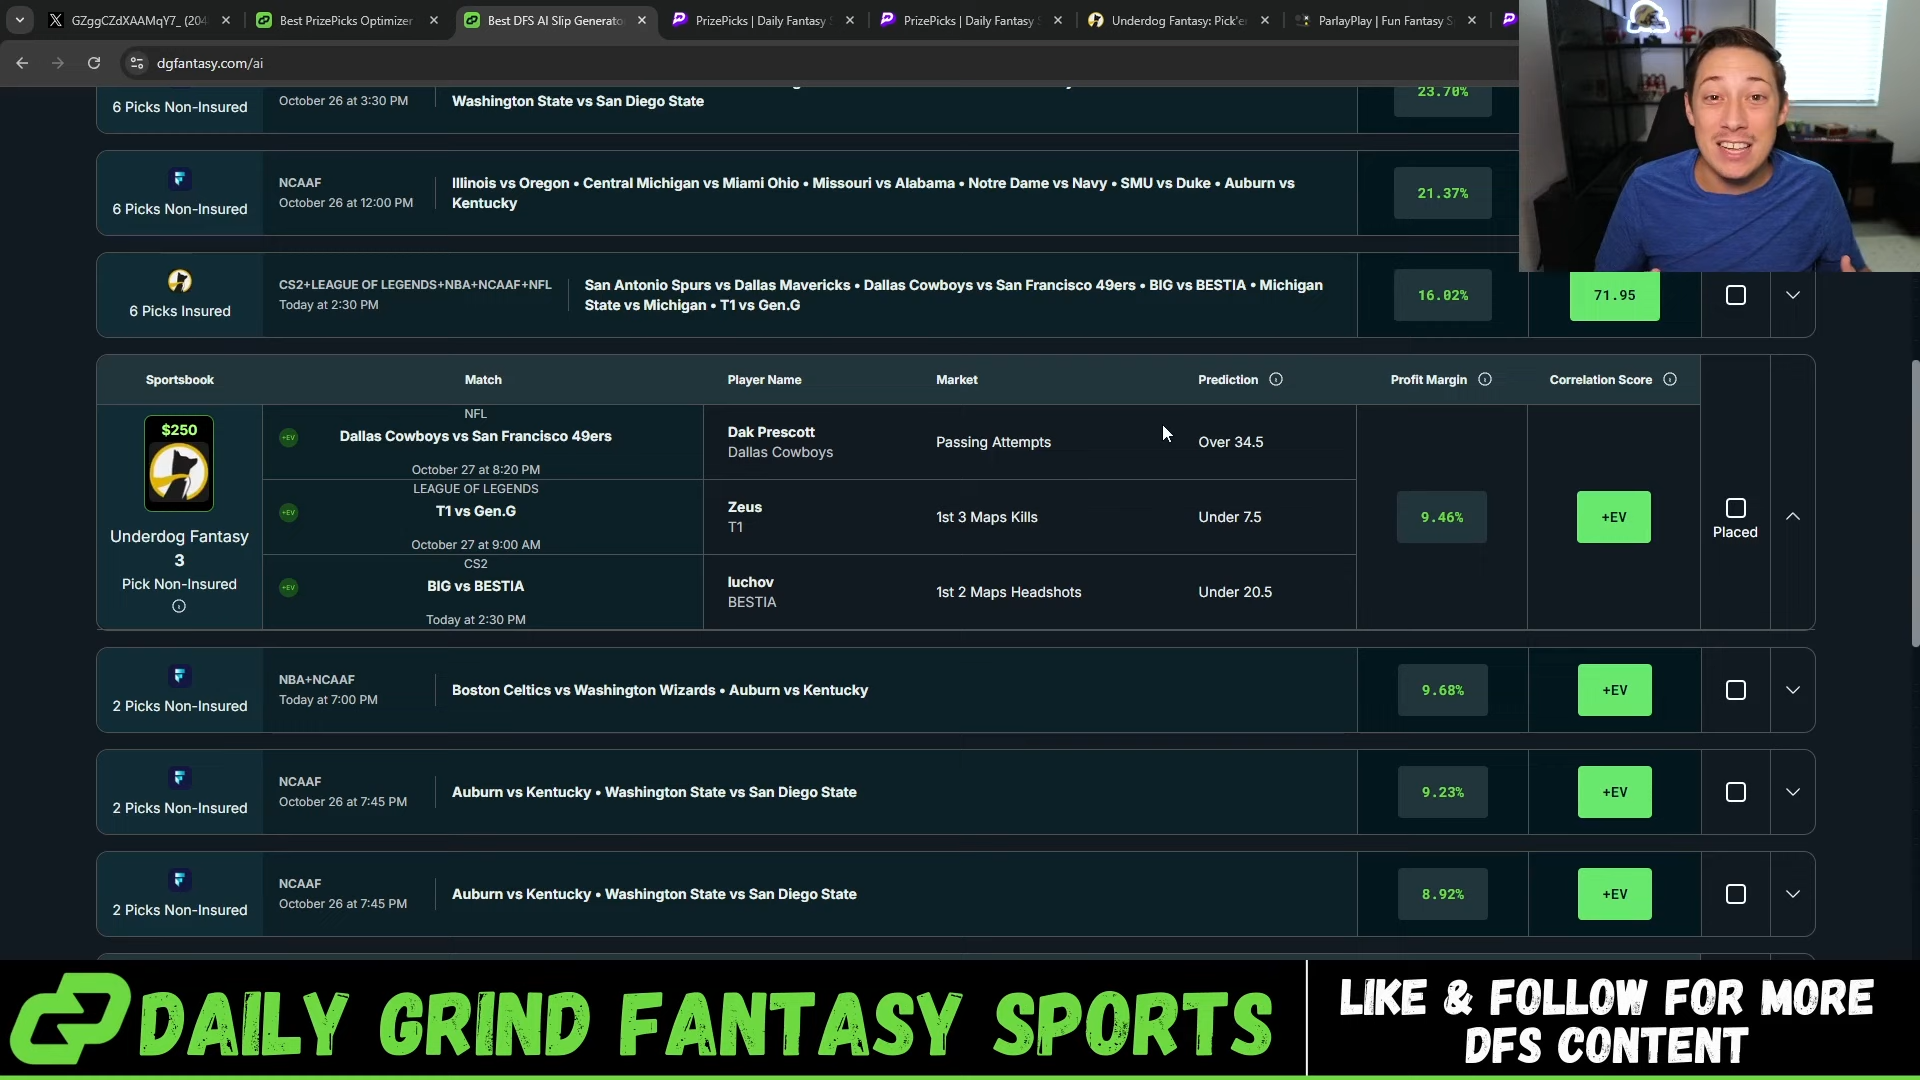 GZggCZdXAAMqY7_ (204
Best PrizePicks Optimizer
Best DFS AI Slip Generato
PrizePicks | Daily Fantasy S
PrizePicks | Daily Fantasy S
Underdog Fantasy: Pick'e
ParlayPlay | Fun Fantasy S
dgfantasy.com/ai
6 Picks Non-Insured
October 26 at 3:30 PM
Washington State vs San Diego State
23.70%
6 Picks Non-Insured
NCAAF
October 26 at 12:00 PM
Illinois vs Oregon • Central Michigan vs Miami Ohio • Missouri vs Alabama • Notre Dame vs Navy • SMU vs Duke • Auburn vs
Kentucky
21.37%
6 Picks Insured
CS2+LEAGUE OF LEGENDS+NBA+NCAAF+NFL
Today at 2:30 PM
San Antonio Spurs vs Dallas Mavericks • Dallas Cowboys vs San Francisco 49ers • BIG vs BESTIA • Michigan
State vs Michigan • T1 vs Gen.G
16.02%
71.95
Sportsbook
Match
Player Name
Market
Prediction
Profit Margin
Correlation Score
$250
Underdog Fantasy
3
Pick Non-Insured
+EV
NFL
Dallas Cowboys vs San Francisco 49ers
October 27 at 8:20 PM
Dak Prescott
Dallas Cowboys
Passing Attempts
Over 34.5
+EV
LEAGUE OF LEGENDS
T1 vs Gen.G
October 27 at 9:00 AM
Zeus
T1
1st 3 Maps Kills
Under 7.5
+EV
CS2
BIG vs BESTIA
Today at 2:30 PM
luchov
BESTIA
1st 2 Maps Headshots
Under 20.5
9.46%
+EV
Placed
2 Picks Non-Insured
NBA+NCAAF
Today at 7:00 PM
Boston Celtics vs Washington Wizards • Auburn vs Kentucky
9.68%
+EV
2 Picks Non-Insured
NCAAF
October 26 at 7:45 PM
Auburn vs Kentucky • Washington State vs San Diego State
9.23%
+EV
2 Picks Non-Insured
NCAAF
October 26 at 7:45 PM
Auburn vs Kentucky • Washington State vs San Diego State
8.92%
+EV
DAILY GRIND FANTASY SPORTS
LIKE & FOLLOW FOR MORE
DFS CONTENT